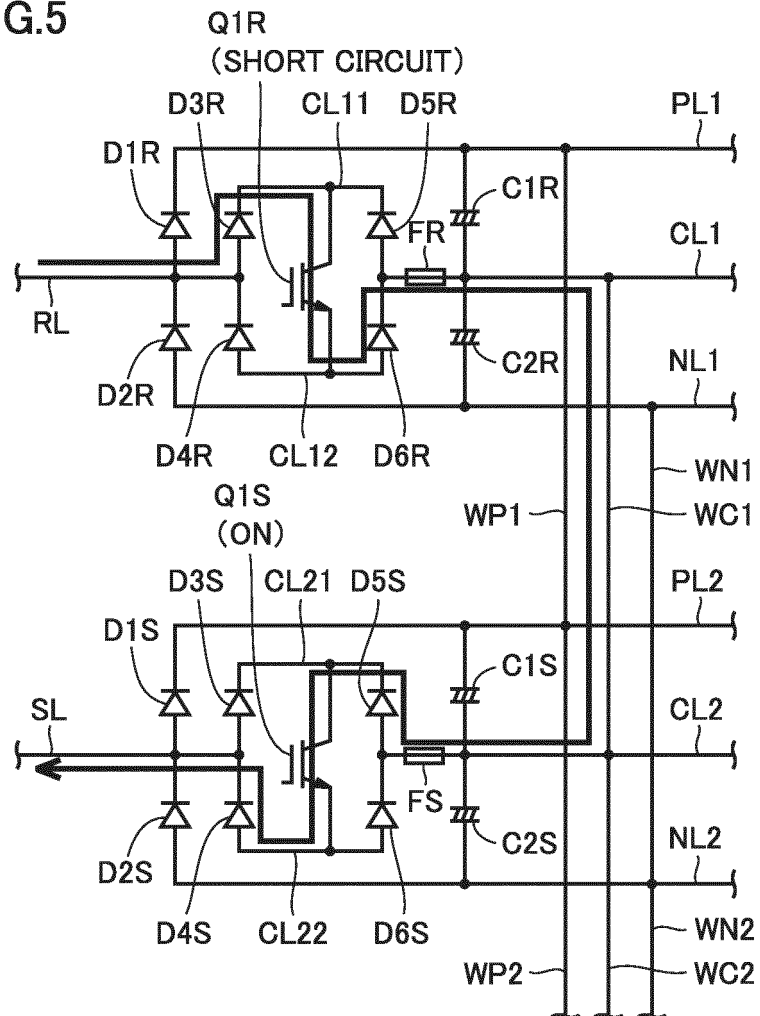 G.5
Q1R
(SHORT CIRCUIT)
D3R CL11 D5R PL1
D1R
C1R
FR CL1
RL
C2R NL1
D2R
D4R CL12 D6R
WN1
Q1S
(ON)
WP1 WC1
D3S CL21 D5S PL2
D1S
C1S
SL CL2
FS
C2S NL2
D2S
D4S CL22 D6S WN2
WP2 WC2